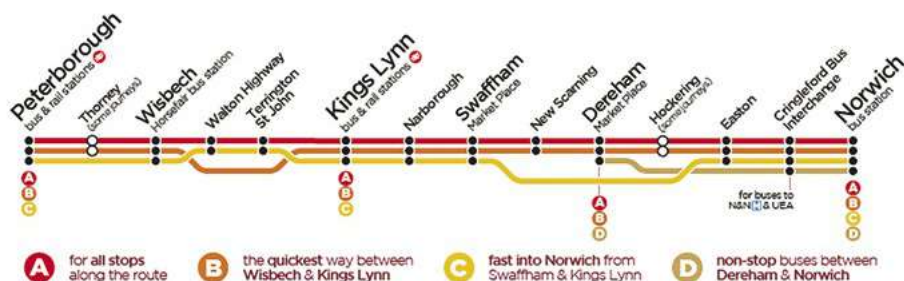 Peterborough
bus & rail stations
Thorney
(some journeys)
Wisbech
Horsefair bus station
Walton Highway
Terrington
St John
Kings Lynn
bus & rail stations
Narborough
Swaffham
Market Place
New Scarning
Dereham
Market Place
Hockering
(some journeys)
Easton
Cringleford Bus
Interchange
Norwich
bus station
A
B
C
A
B
C
A
B
D
for buses to
N&N H & UEA
A
B
C
D
A for all stops
along the route
B the quickest way between
Wisbech & Kings Lynn
C fast into Norwich from
Swaffham & Kings Lynn
D non-stop buses between
Dereham & Norwich